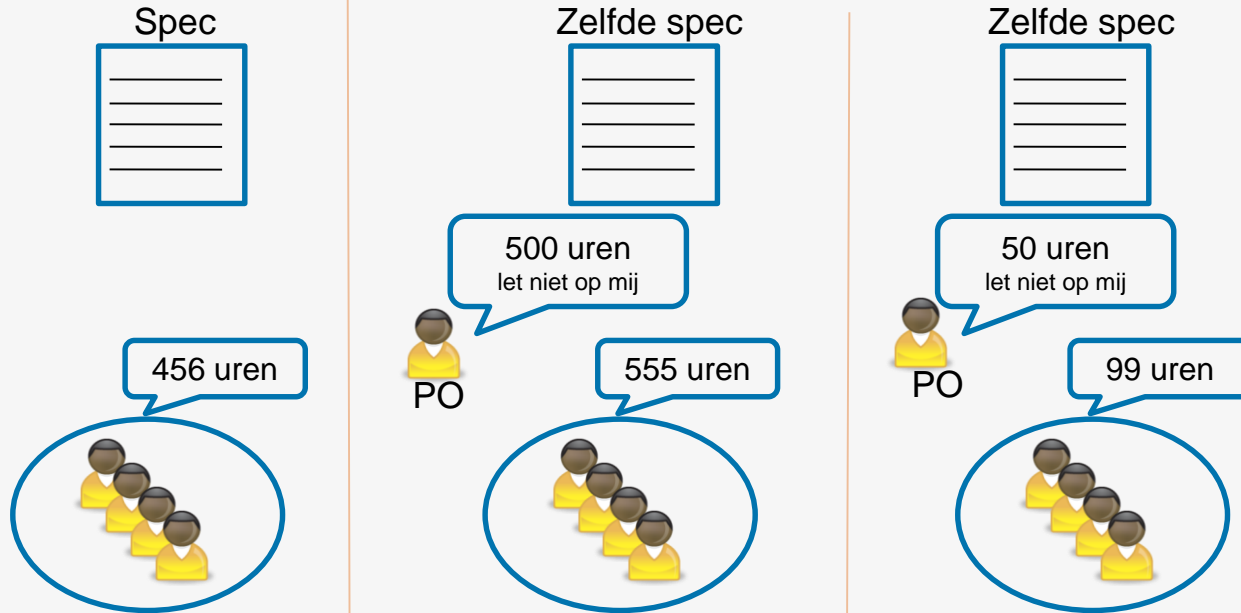 Spec
456 uren
Zelfde spec
500 uren
let niet op mij
PO
555 uren
Zelfde spec
50 uren
let niet op mij
PO
99 uren